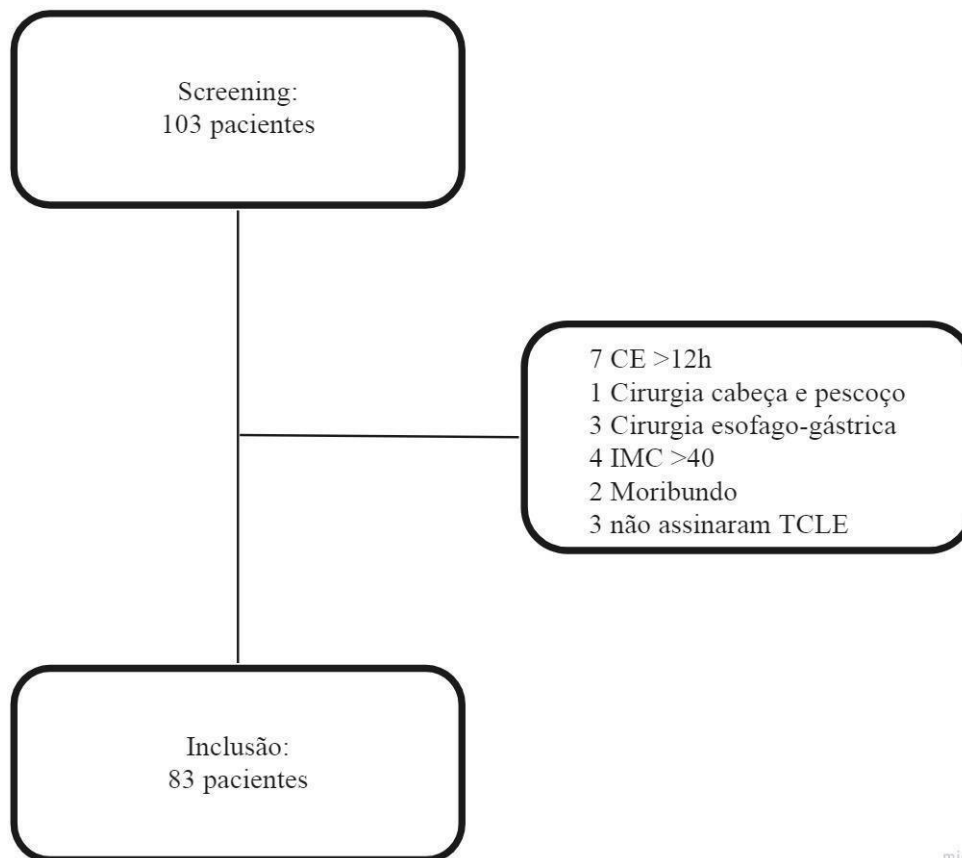 Screening:
103 pacientes
7 CE >12h
1 Cirurgia cabeça e pescoço
3 Cirurgia esofago-gástrica
4 IMC >40
2 Moribundo
3 não assinaram TCLE
Inclusão:
83 pacientes